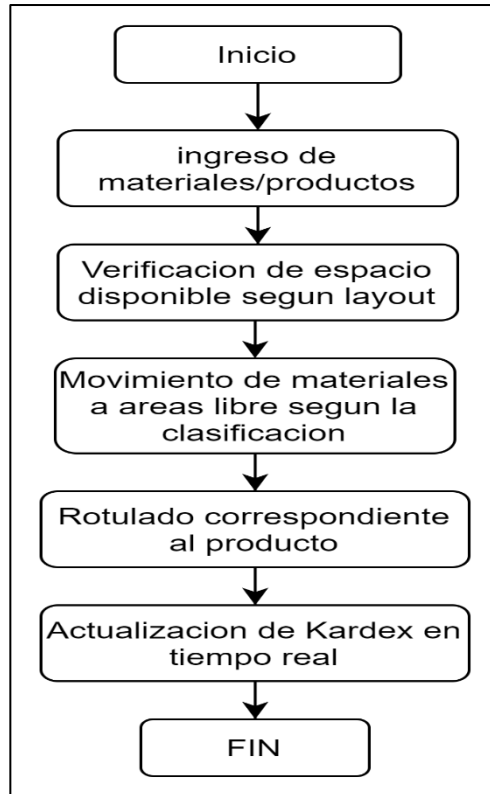 Inicio
ingreso de
materiales/productos
Verificacion de espacio
disponible segun layout
Movimiento de materiales
a areas libre segun la
clasificacion
Rotulado correspondiente
al producto
Actualizacion de Kardex en
tiempo real
FIN